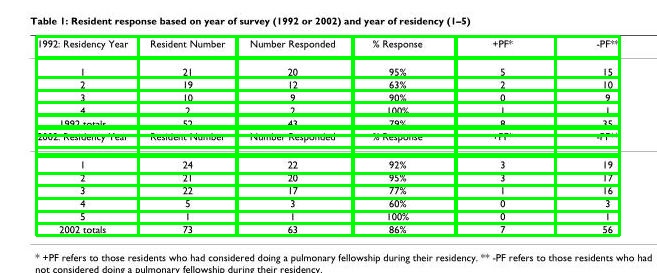 Table 1: Resident response based on year of survey (1992 or 2002) and year of residency (1–5)
1992: Residency Year Resident Number Number Responded % Response +PF* -PF**
1 21 20 95% 5 15
2 19 12 63% 2 10
3 10 9 90% 0 9
4 2 2 100% 1 1
1992 totals 52 43 79% 8 35
2002: Residency Year Resident Number Number Responded % Response +PF* -PF**
1 24 22 92% 3 19
2 21 20 95% 3 17
3 22 17 77% 1 16
4 5 3 60% 0 3
5 1 1 100% 0 1
2002 totals 73 63 86% 7 56
* +PF refers to those residents who had considered doing a pulmonary fellowship during their residency. ** -PF refers to those residents who had
not considered doing a pulmonary fellowship during their residency.